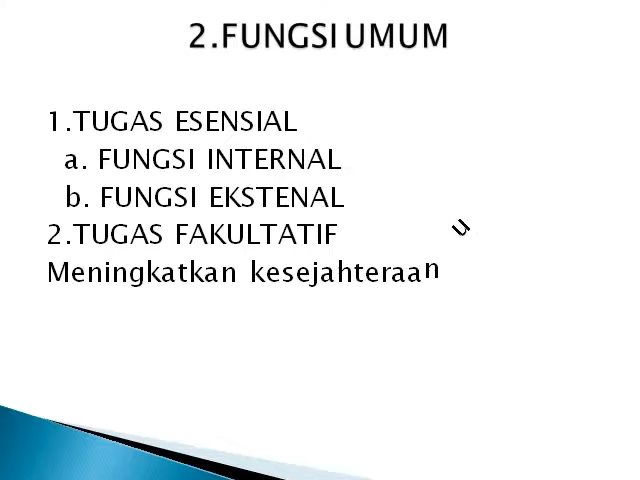 2.FUNGSI UMUM
1.TUGAS ESENSIAL
a. FUNGSI INTERNAL
b. FUNGSI EKSTENAL
2.TUGAS FAKULTATIF
Meningkatkan kesejahteraan u